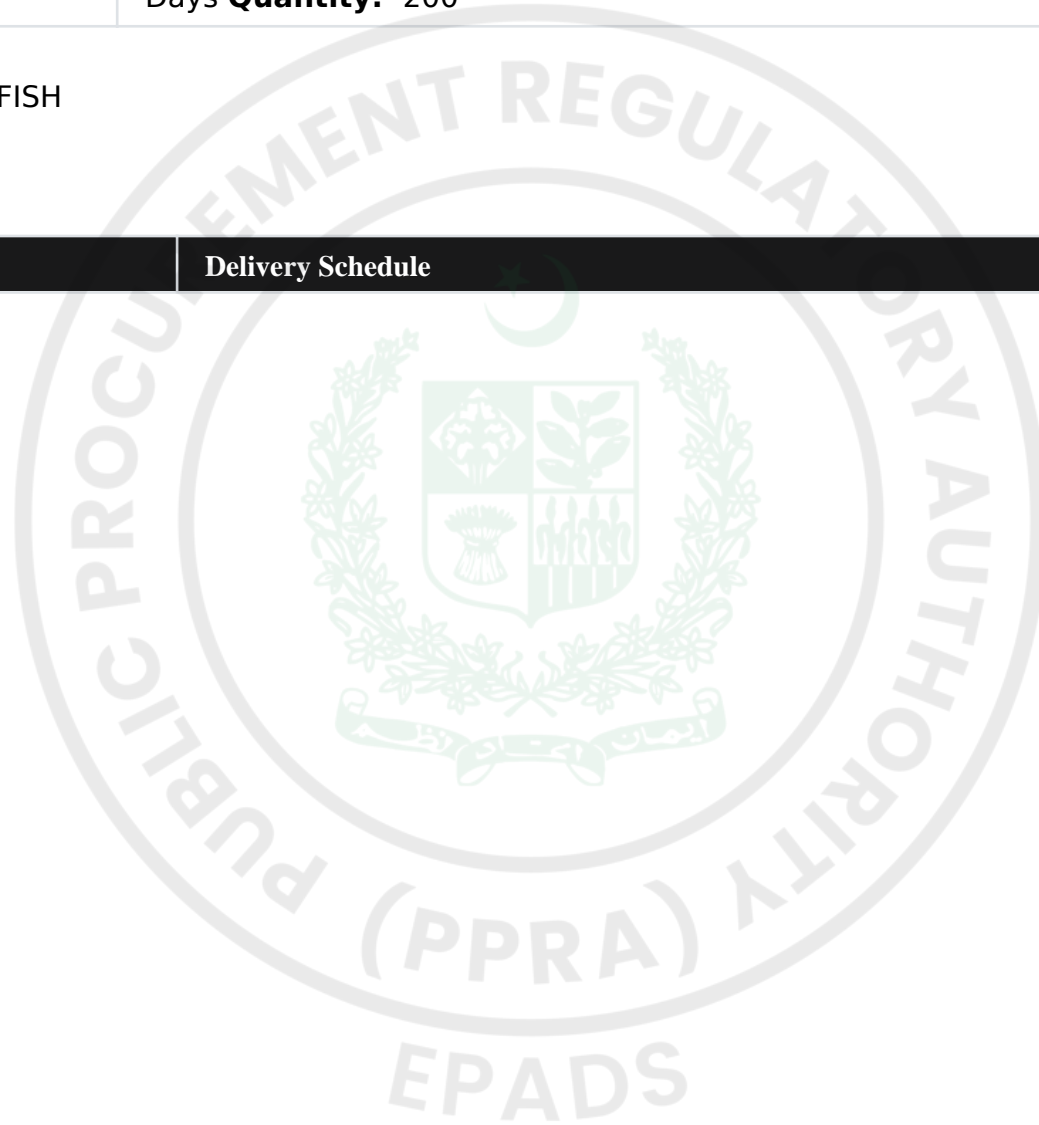 Days Quantity: 200
FISH
Delivery Schedule
PUBLIC PROCUREMENT REGULATORY AUTHORITY
(PPRA)
EPADS